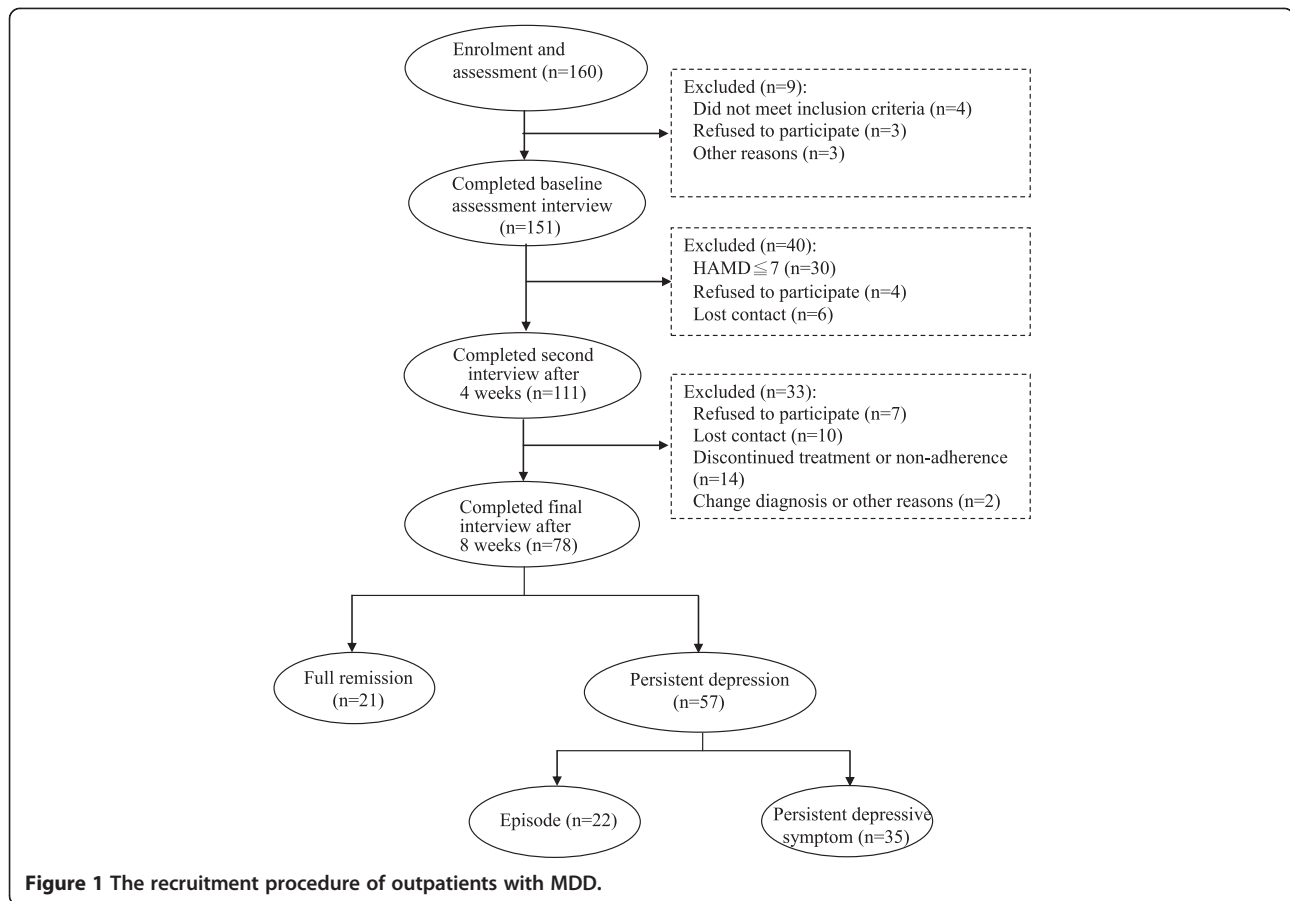 Enrolment and
assessment (n=160)
Excluded (n=9):
Did not meet inclusion criteria (n=4)
Refused to participate (n=3)
Other reasons (n=3)
Completed baseline
assessment interview
(n=151)
Excluded (n=40):
HAMD≦7 (n=30)
Refused to participate (n=4)
Lost contact (n=6)
Completed second
interview after
4 weeks (n=111)
Excluded (n=33):
Refused to participate (n=7)
Lost contact (n=10)
Discontinued treatment or non-adherence
(n=14)
Change diagnosis or other reasons (n=2)
Completed final
interview after
8 weeks (n=78)
Full remission
(n=21)
Persistent depression
(n=57)
Episode (n=22)
Persistent depressive
symptom (n=35)
Figure 1 The recruitment procedure of outpatients with MDD.